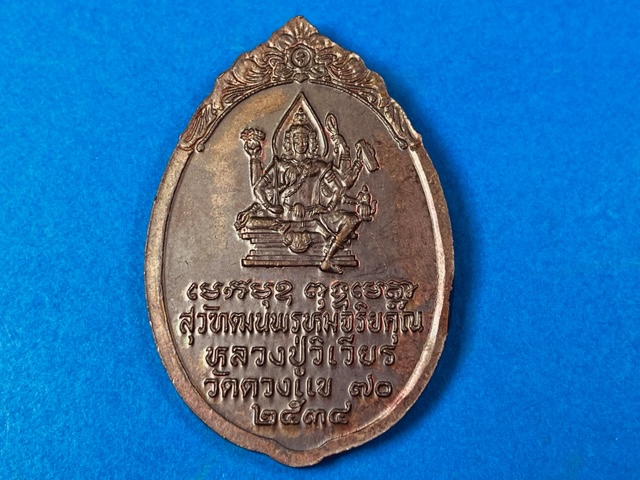 สุวัฑฒนพรหมจริยคุณ
หลวงปู่วิเวียร
วัดดวงแข ๗๐
๒๕๓๔